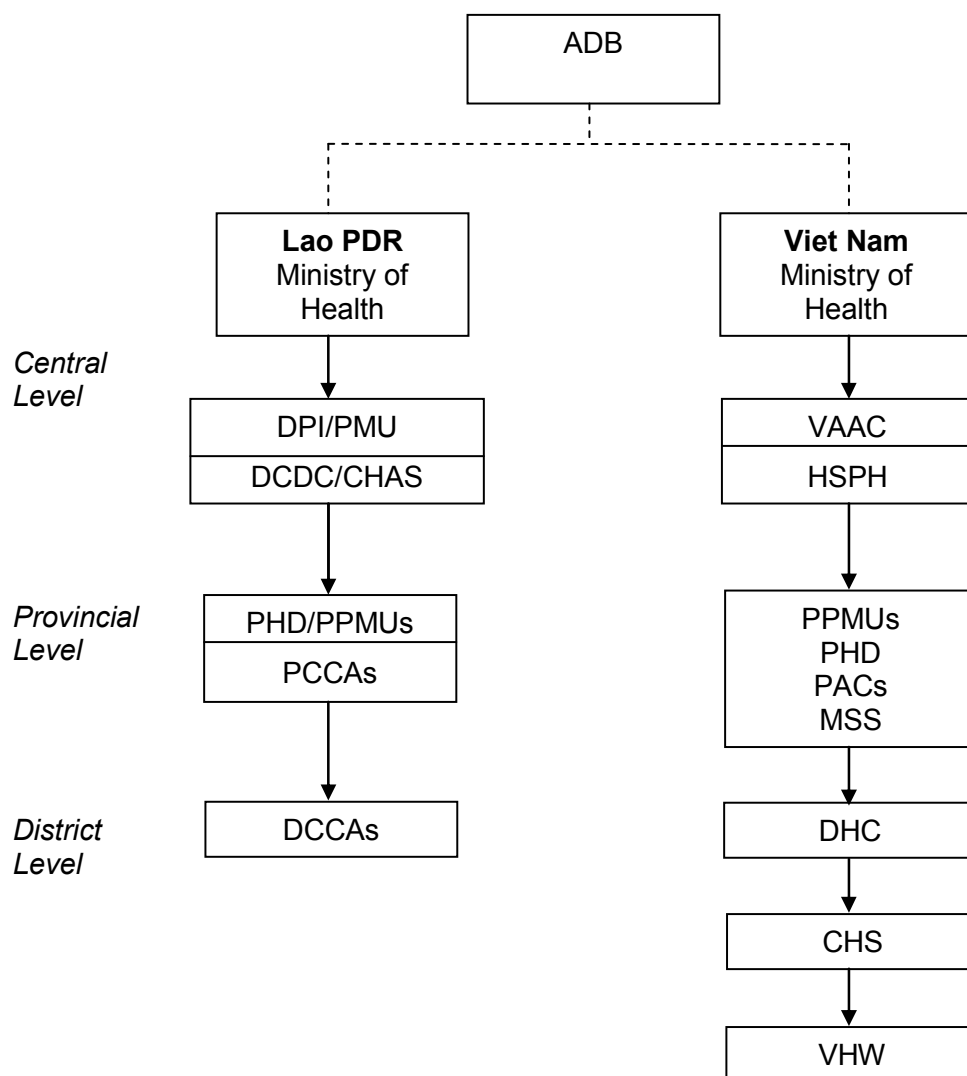 ADB
Lao PDR
Ministry of
Health
Viet Nam
Ministry of
Health
Central
Level
DPI/PMU
DCDC/CHAS
VAAC
HSPH
Provincial
Level
PHD/PPMUs
PCCAs
PPMUs
PHD
PACs
MSS
District
Level
DCCAs
DHC
CHS
VHW